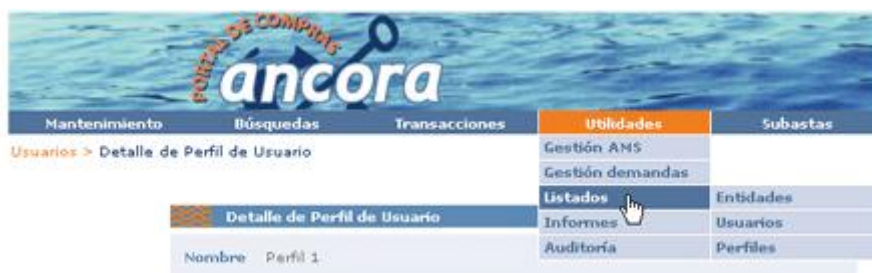 PORTAL DE COMPRAS
ancora
Mantenimiento Búsquedas Transacciones Utilidades Subastas
Usuarios > Detalle de Perfil de Usuario
Gestión AMS
Gestión demandas
Listados Entidades
Detalle de Perfil de Usuario
Informes Usuarios
Auditoría Perfiles
Nombre Perfil 1